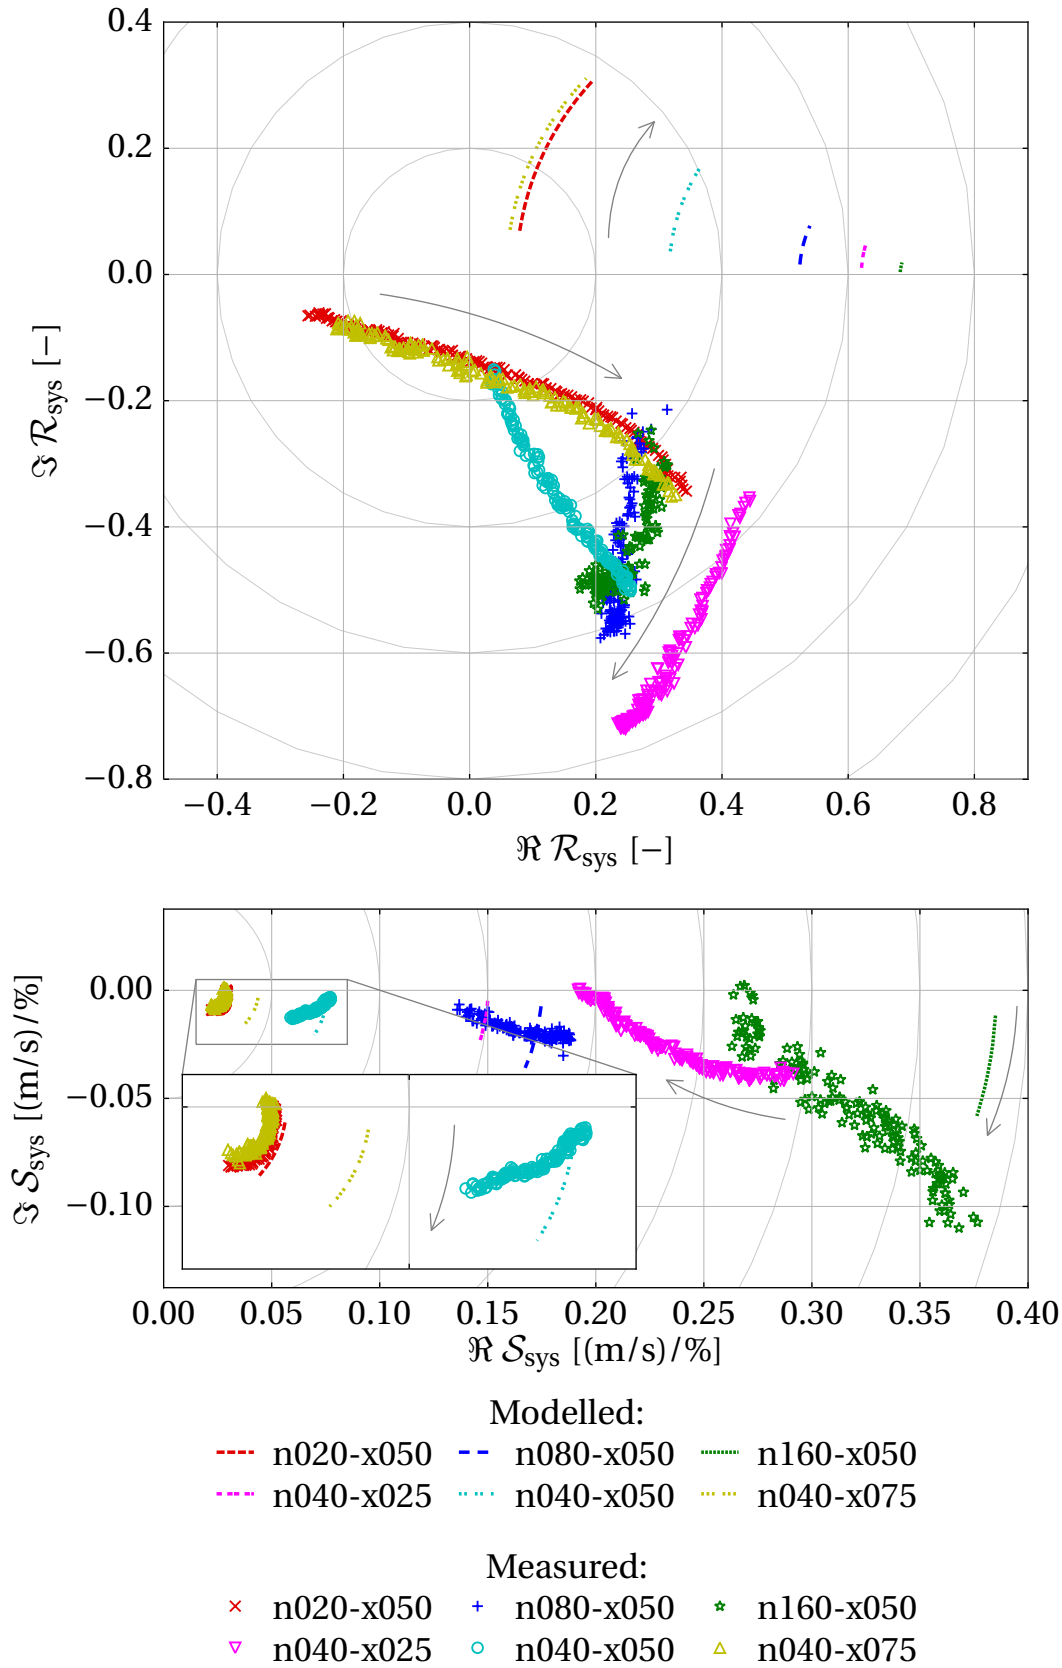 0.4
0.2
0.0
−0.2
−0.4
−0.6
−0.8
ℑ ℛsys [−]
−0.4 −0.2 0.0 0.2 0.4 0.6 0.8
ℜ ℛsys [−]
0.00
−0.05
−0.10
ℑ 𝒮sys [(m/s)/%]
0.00 0.05 0.10 0.15 0.20 0.25 0.30 0.35 0.40
ℜ 𝒮sys [(m/s)/%]
Modelled:
n020-x050 n080-x050 n160-x050
n040-x025 n040-x050 n040-x075
Measured:
n020-x050 n080-x050 n160-x050
n040-x025 n040-x050 n040-x075